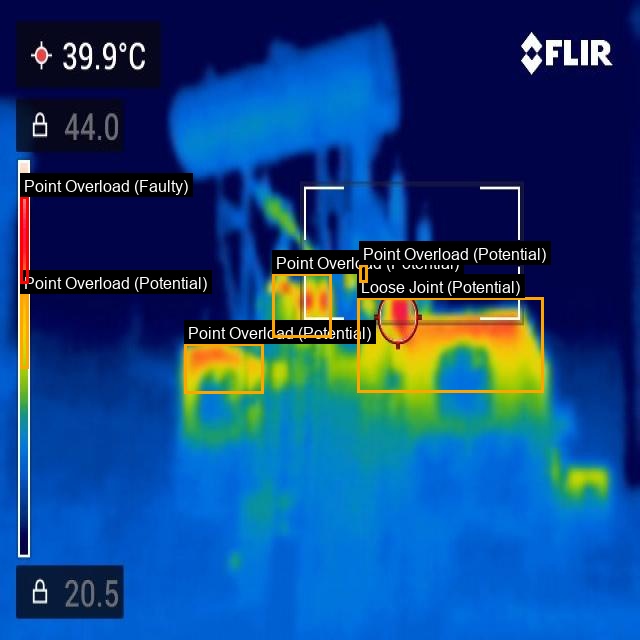 39.9°C
FLIR
44.0
Point Overload (Faulty)
Point Overload (Potential)
Point Overload (Potential)
Point Overload (Potential)
Loose Joint (Potential)
Point Overload (Potential)
20.5